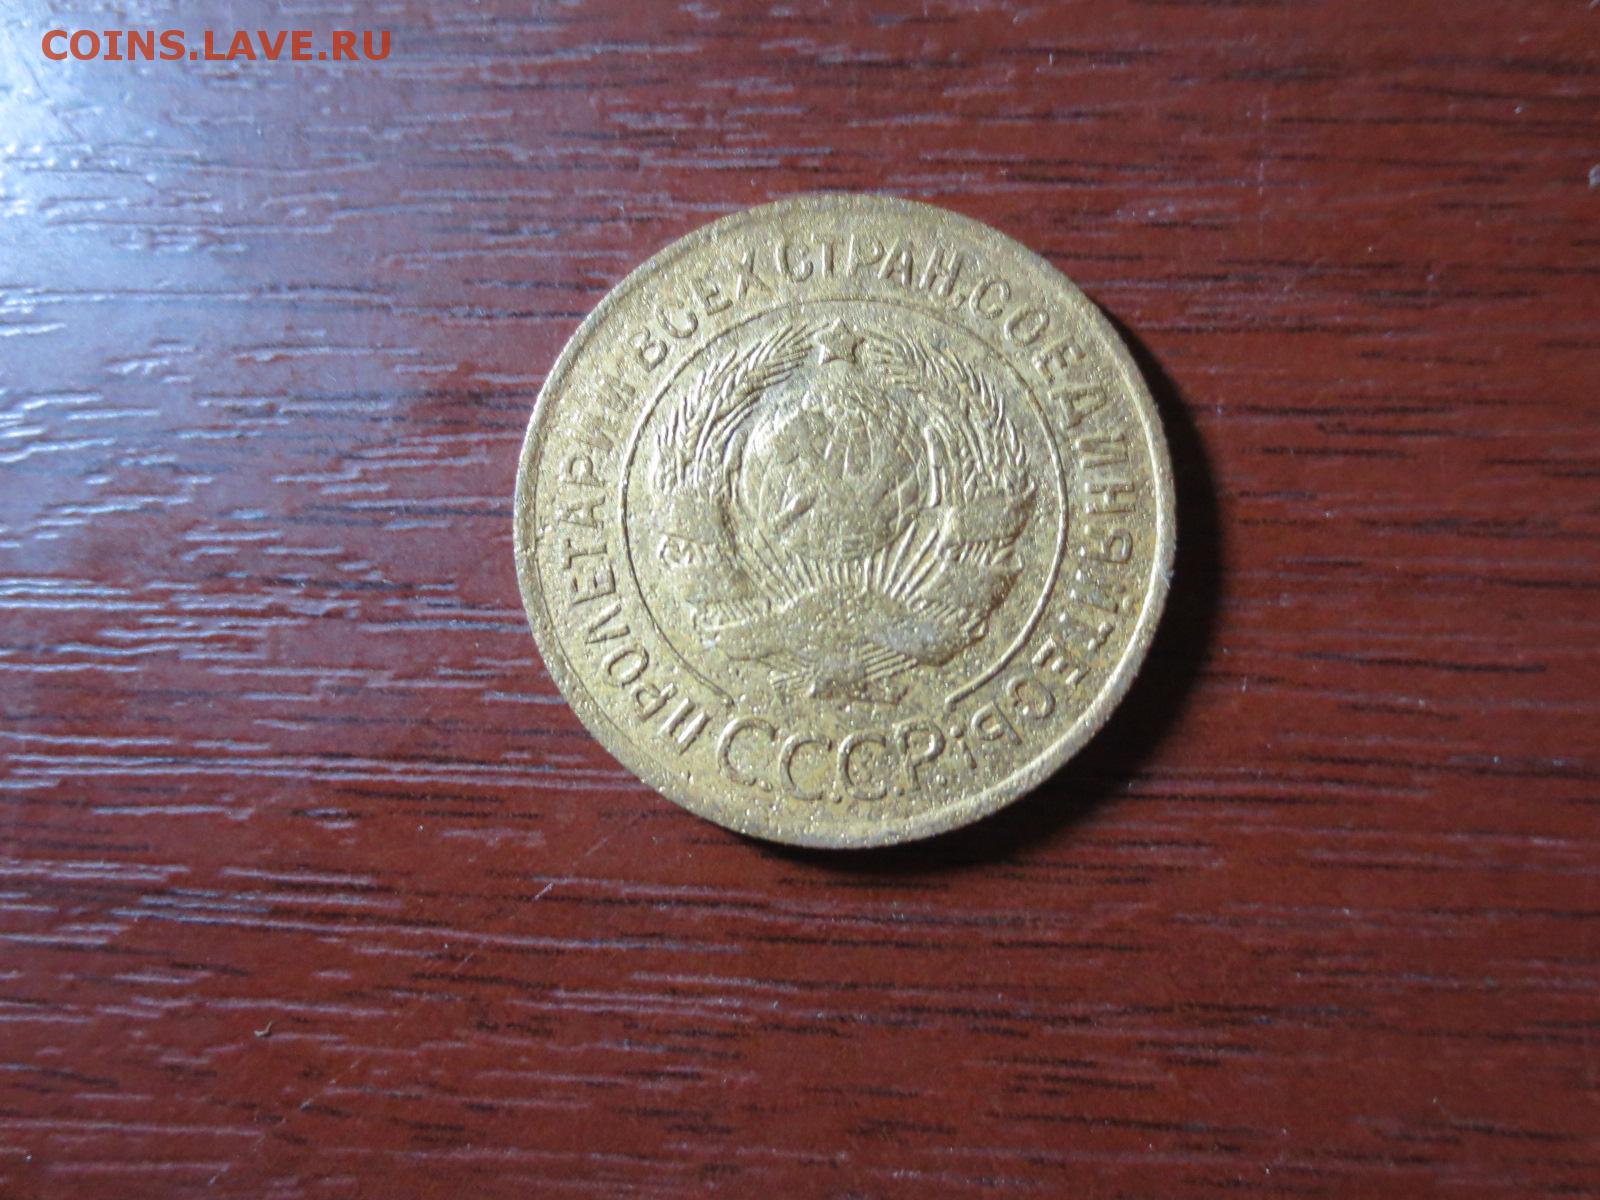 COINS.LAVE.RU
ПРОЛЕТАРИИ ВСЕХ СТРАН, СОЕДИНЯЙТЕСЬ!
С.С.С.Р.